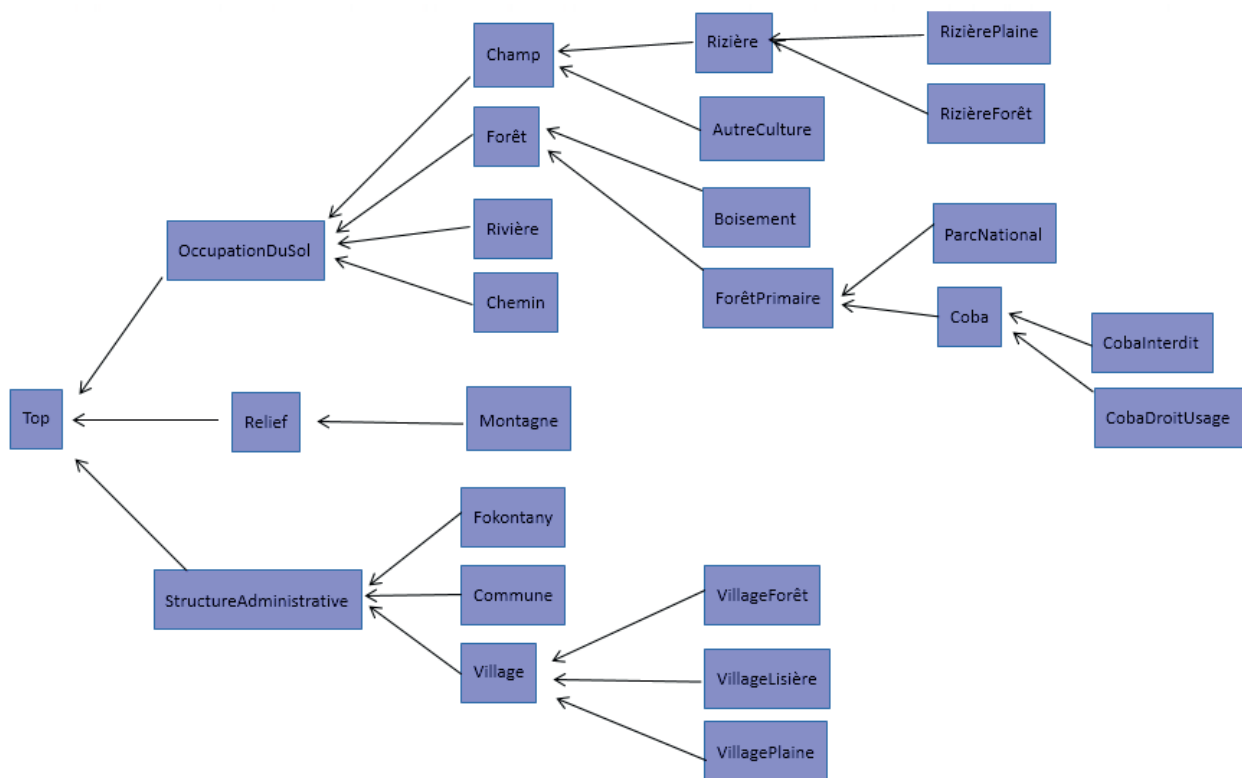 Top
OccupationDuSol
Relief
StructureAdministrative
Champ
Forêt
Rivière
Chemin
Montagne
Fokontany
Commune
Village
Rizière
AutreCulture
Boisement
ForêtPrimaire
VillageForêt
VillageLisière
VillagePlaine
RizièrePlaine
RizièreForêt
ParcNational
Coba
CobaInterdit
CobaDroitUsage